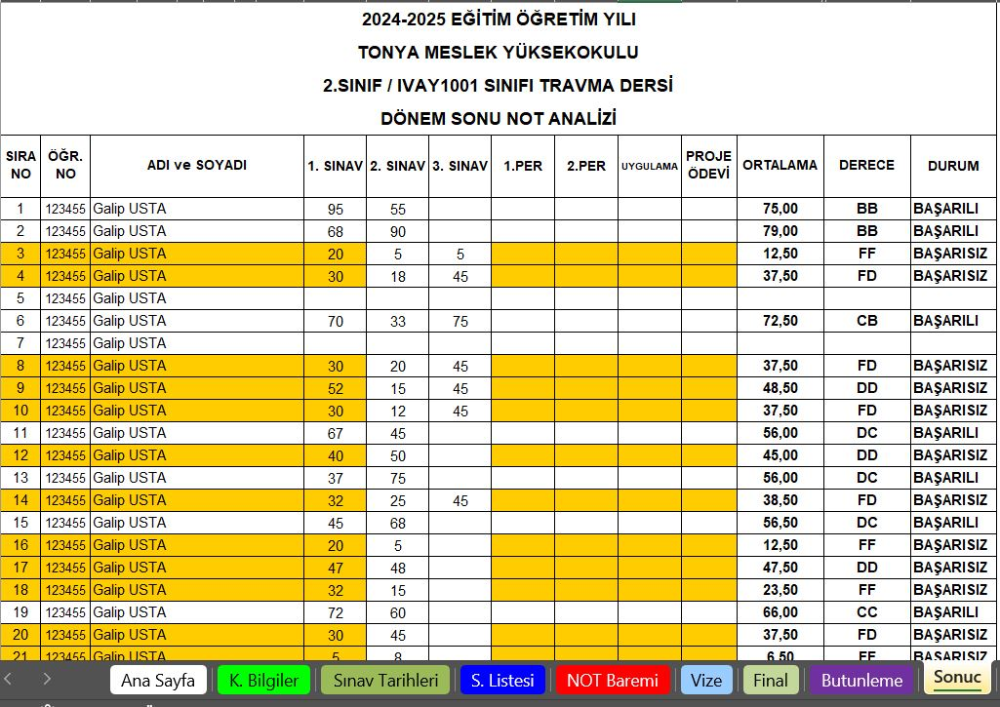 2024-2025 EĞİTİM ÖĞRETİM YILI
TONYA MESLEK YÜKSEKOKULU
2.SINIF / IVAY1001 SINIFI TRAVMA DERSİ
DÖNEM SONU NOT ANALİZİ
SIRA NO ÖĞR. NO ADI ve SOYADI 1. SINAV 2. SINAV 3. SINAV 1.PER 2.PER UYGULAMA PROJE ÖDEVİ ORTALAMA DERECE DURUM
1 123455 Galip USTA 95 55 75,00 BB BAŞARILI
2 123455 Galip USTA 68 90 79,00 BB BAŞARILI
3 123455 Galip USTA 20 5 5 12,50 FF BAŞARISIZ
4 123455 Galip USTA 30 18 45 37,50 FD BAŞARISIZ
5 123455 Galip USTA
6 123455 Galip USTA 70 33 75 72,50 CB BAŞARILI
7 123455 Galip USTA
8 123455 Galip USTA 30 20 45 37,50 FD BAŞARISIZ
9 123455 Galip USTA 52 15 45 48,50 DD BAŞARISIZ
10 123455 Galip USTA 30 12 45 37,50 FD BAŞARISIZ
11 123455 Galip USTA 67 45 56,00 DC BAŞARILI
12 123455 Galip USTA 40 50 45,00 DD BAŞARISIZ
13 123455 Galip USTA 37 75 56,00 DC BAŞARILI
14 123455 Galip USTA 32 25 45 38,50 FD BAŞARISIZ
15 123455 Galip USTA 45 68 56,50 DC BAŞARILI
16 123455 Galip USTA 20 5 12,50 FF BAŞARISIZ
17 123455 Galip USTA 47 48 47,50 DD BAŞARISIZ
18 123455 Galip USTA 32 15 23,50 FF BAŞARISIZ
19 123455 Galip USTA 72 60 66,00 CC BAŞARILI
20 123455 Galip USTA 30 45 37,50 FD BAŞARISIZ
21 123455 Galip USTA 5 8 6,50 FF BAŞARISIZ
Ana Sayfa K. Bilgiler Sınav Tarihleri S. Listesi NOT Baremi Vize Final Butunleme Sonuc